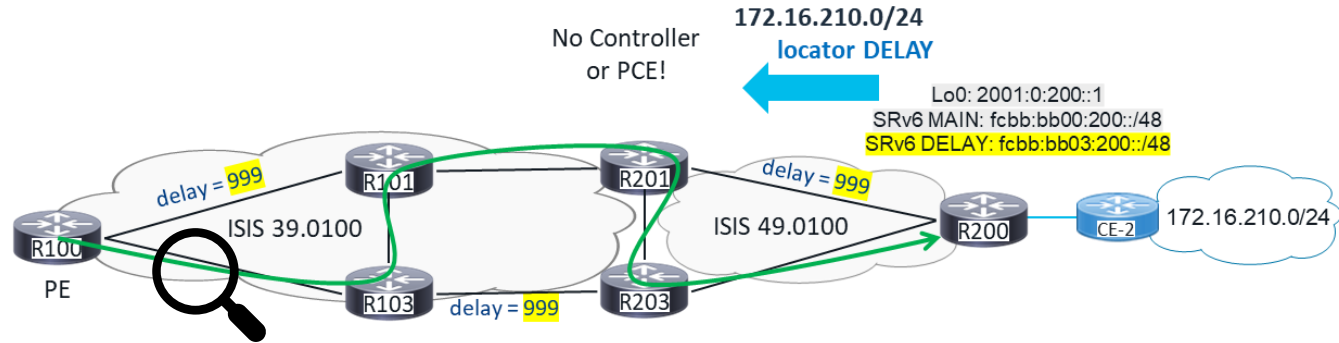 172.16.210.0/24
No Controller
or PCE!
locator DELAY
Lo0: 2001:0:200::1
SRv6 MAIN: fcbb:bb00:200::/48
SRv6 DELAY: fcbb:bb03:200::/48
delay = 999
R101
R201
delay = 999
ISIS 39.0100
ISIS 49.0100
R100
R200
CE-2
172.16.210.0/24
PE
R103
delay = 999
R203